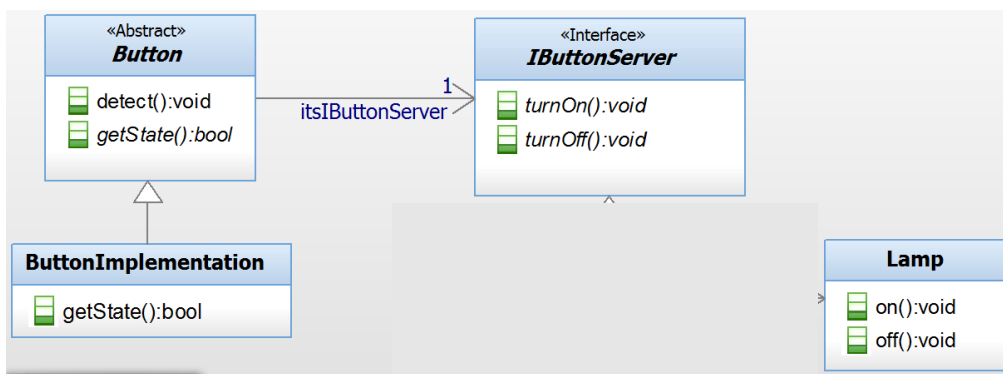 «Abstract»
Button
detect():void
getState():bool
1
itsIButtonServer
«Interface»
IButtonServer
turnOn():void
turnOff():void
ButtonImplementation
getState():bool
Lamp
on():void
off():void